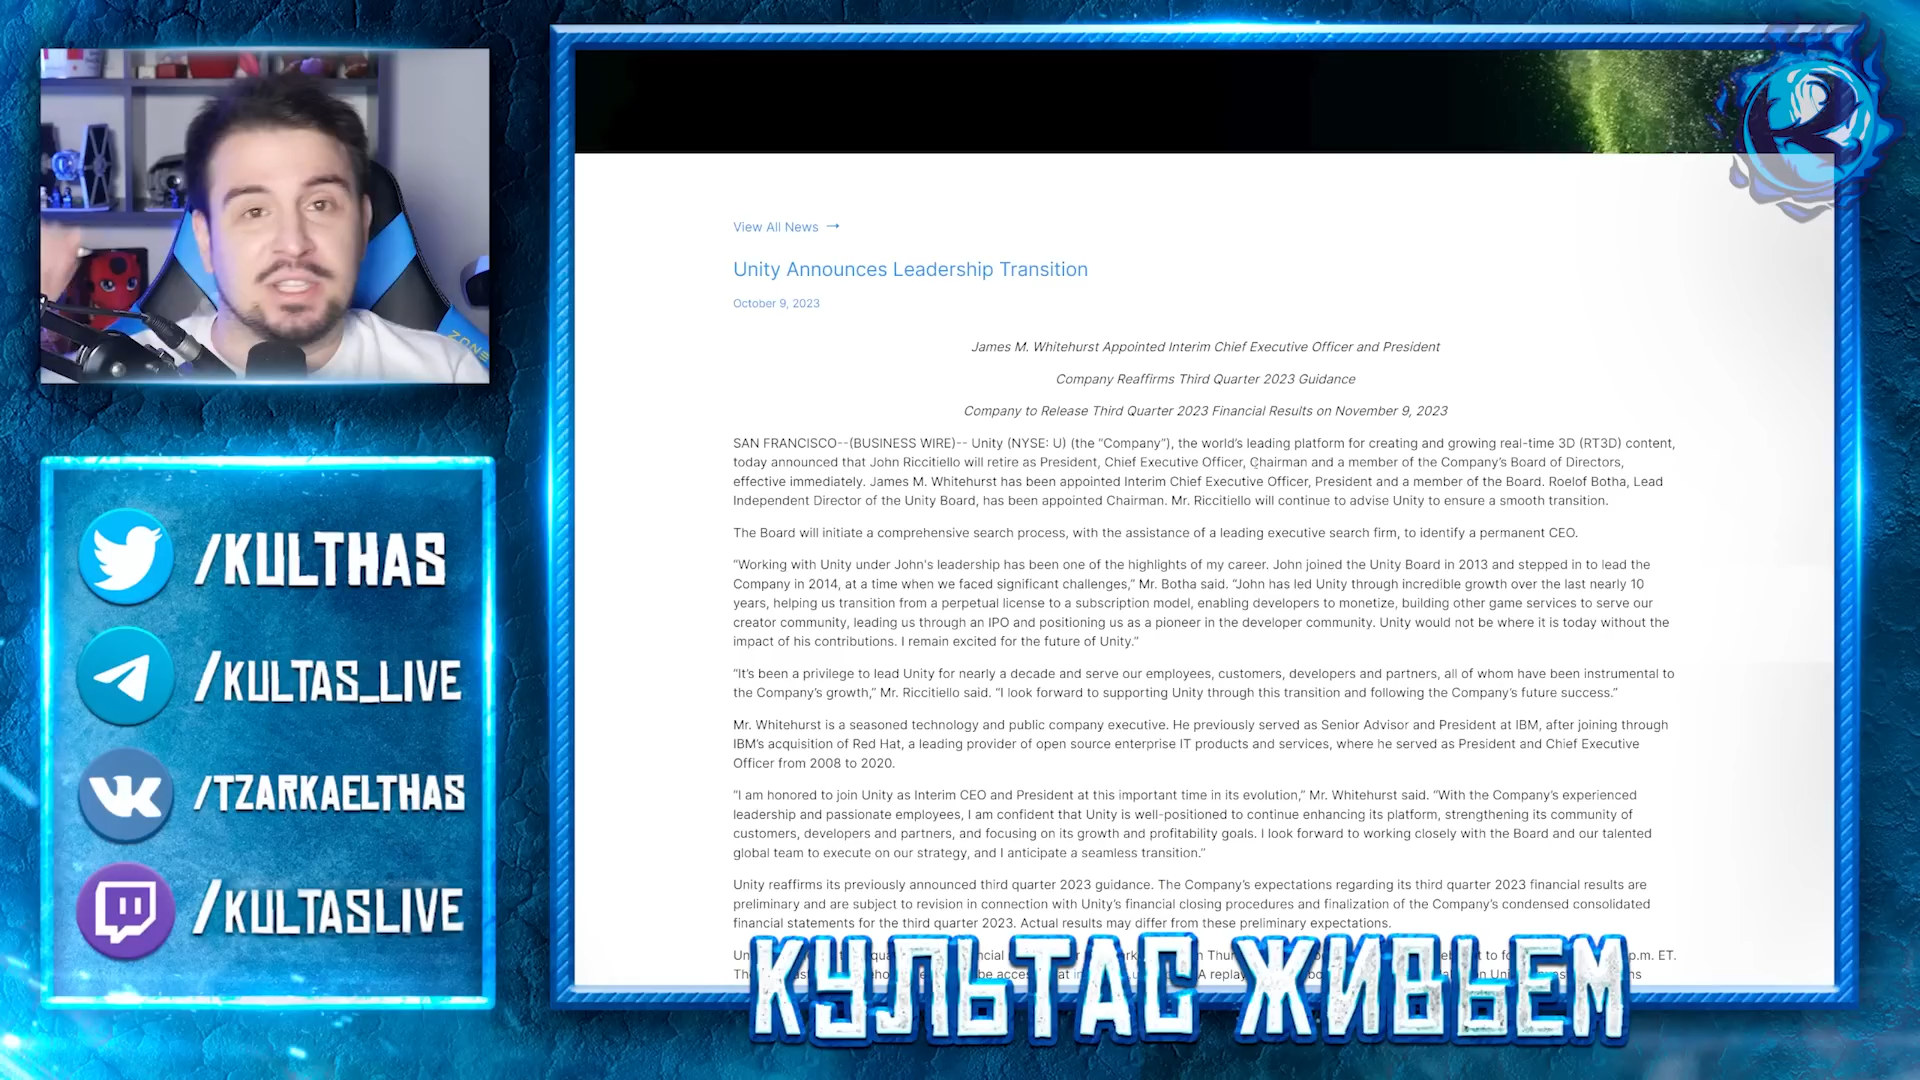 View All News →
Unity Announces Leadership Transition
October 9, 2023
James M. Whitehurst Appointed Interim Chief Executive Officer and President
Company Reaffirms Third Quarter 2023 Guidance
Company to Release Third Quarter 2023 Financial Results on November 9, 2023
SAN FRANCISCO--(BUSINESS WIRE)-- Unity (NYSE: U) (the “Company”), the world’s leading platform for creating and growing real-time 3D (RT3D) content,
today announced that John Riccitiello will retire as President, Chief Executive Officer, Chairman and a member of the Company’s Board of Directors,
effective immediately. James M. Whitehurst has been appointed Interim Chief Executive Officer, President and a member of the Board. Roelof Botha, Lead
Independent Director of the Unity Board, has been appointed Chairman. Mr. Riccitiello will continue to advise Unity to ensure a smooth transition.
The Board will initiate a comprehensive search process, with the assistance of a leading executive search firm, to identify a permanent CEO.
“Working with Unity under John's leadership has been one of the highlights of my career. John joined the Unity Board in 2013 and stepped in to lead the
Company in 2014, at a time when we faced significant challenges,” Mr. Botha said. “John has led Unity through incredible growth over the last nearly 10
years, helping us transition from a perpetual license to a subscription model, enabling developers to monetize, building other game services to serve our
creator community, leading us through an IPO and positioning us as a pioneer in the developer community. Unity would not be where it is today without the
impact of his contributions. I remain excited for the future of Unity.”
“It’s been a privilege to lead Unity for nearly a decade and serve our employees, customers, developers and partners, all of whom have been instrumental to
the Company’s growth,” Mr. Riccitiello said. “I look forward to supporting Unity through this transition and following the Company’s future success.”
Mr. Whitehurst is a seasoned technology and public company executive. He previously served as Senior Advisor and President at IBM, after joining through
IBM’s acquisition of Red Hat, a leading provider of open source enterprise IT products and services, where he served as President and Chief Executive
Officer from 2008 to 2020.
“I am honored to join Unity as Interim CEO and President at this important time in its evolution,” Mr. Whitehurst said. “With the Company’s experienced
leadership and passionate employees, I am confident that Unity is well-positioned to continue enhancing its platform, strengthening its community of
customers, developers and partners, and focusing on its growth and profitability goals. I look forward to working closely with the Board and our talented
global team to execute on our strategy, and I anticipate a seamless transition.”
Unity reaffirms its previously announced third quarter 2023 guidance. The Company’s expectations regarding its third quarter 2023 financial results are
preliminary and are subject to revision in connection with Unity’s financial closing procedures and finalization of the Company’s condensed consolidated
financial statements for the third quarter 2023. Actual results may differ from these preliminary expectations.
p.m. ET.
be A
ZONE
/KULTHAS
/KULTAS_LIVE
/TZARKAELTHAS
/KULTASLIVE
КУЛЬТАС ЖИВЬЕМ